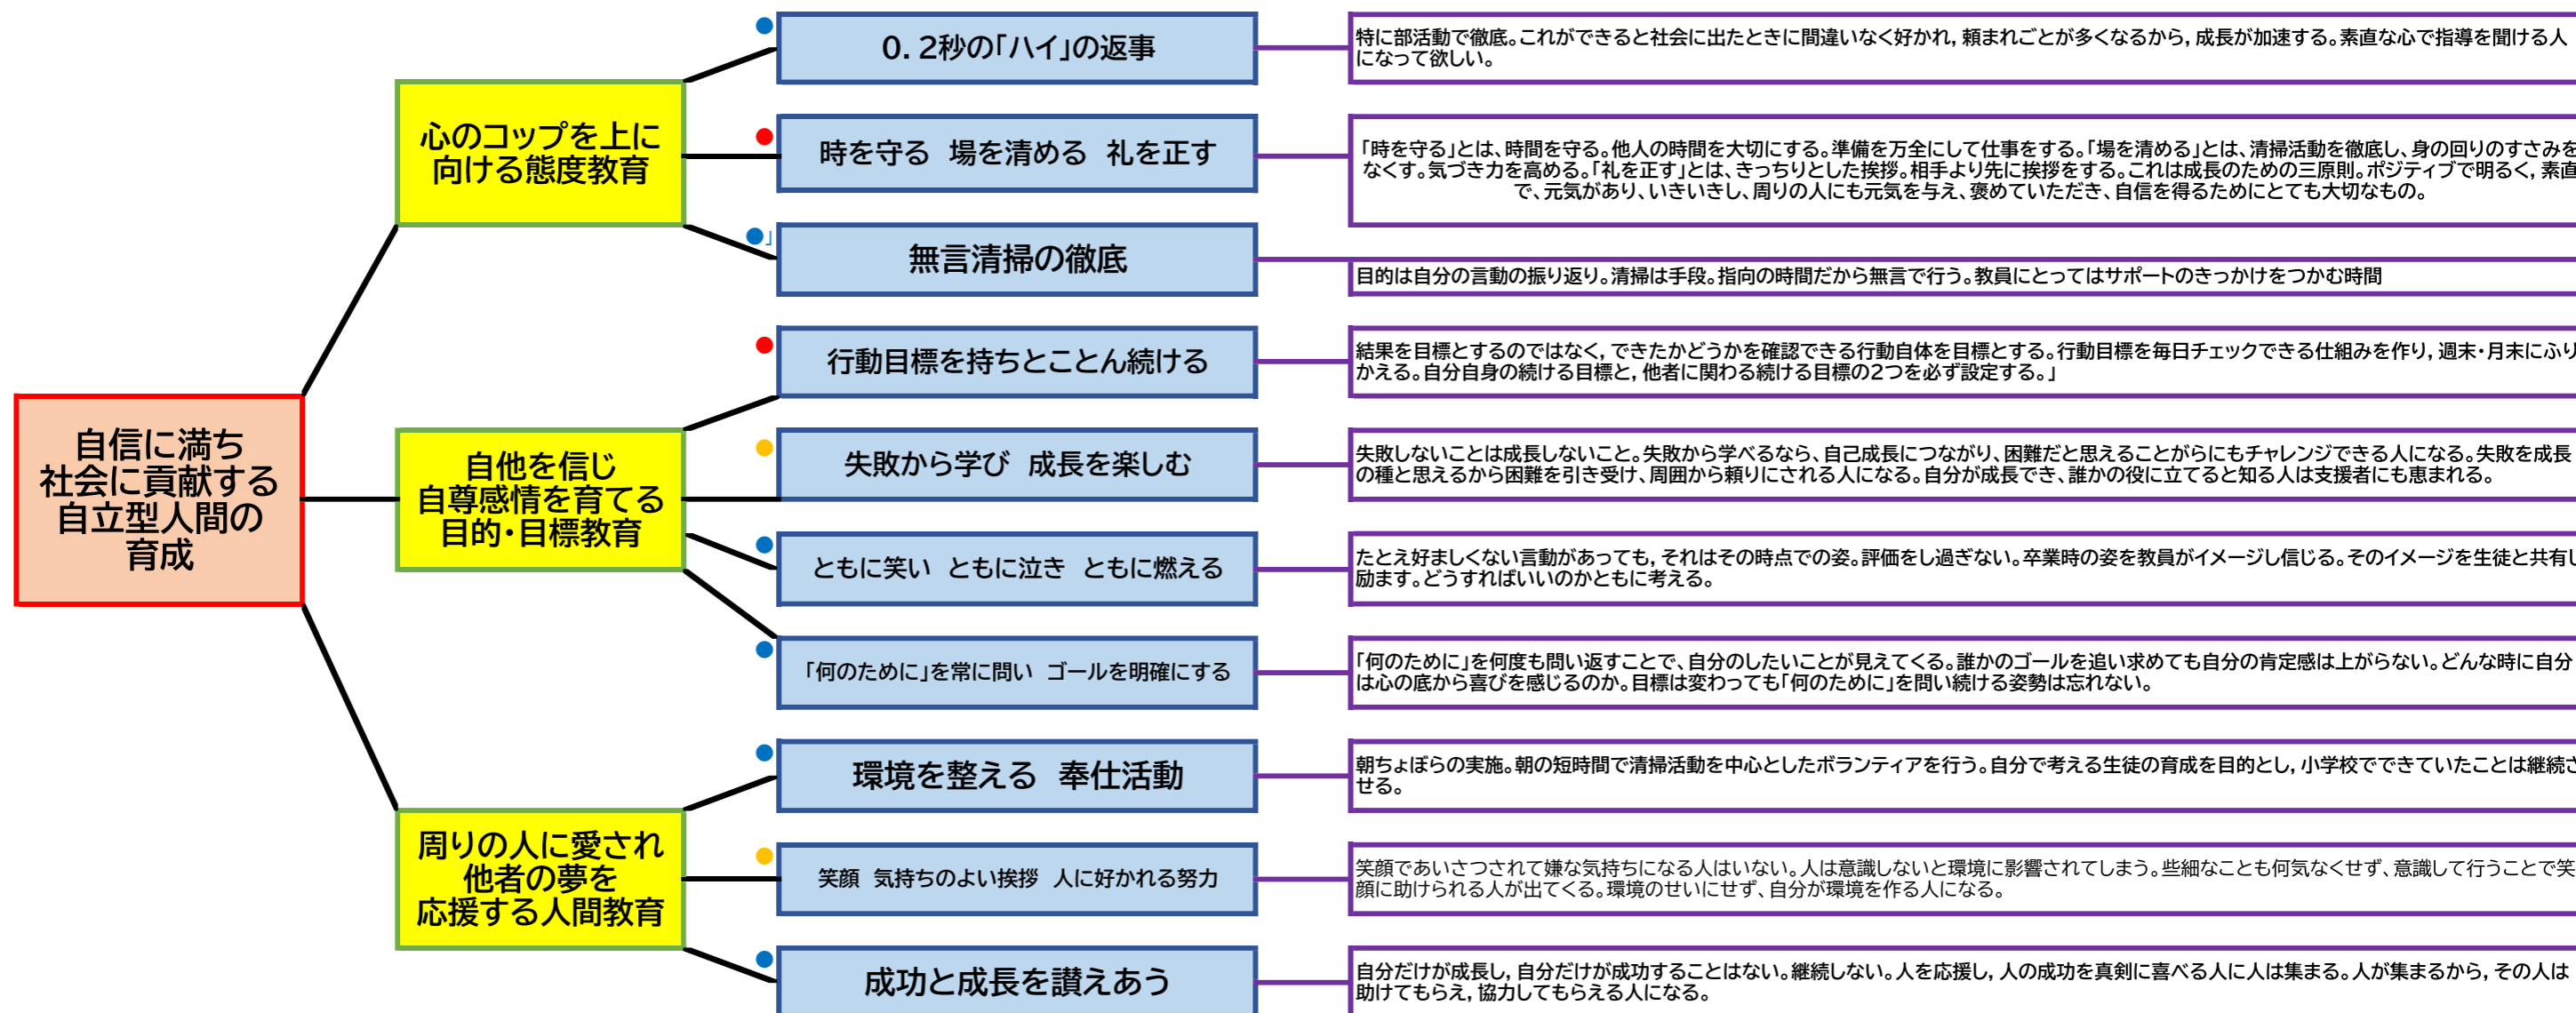 0．2秒の「ハイ」の返事
特に部活動で徹底。これができると社会に出たときに間違いなく好かれ，頼まれごとが多くなるから，成長が加速する。素直な心で指導を聞ける人
になって欲しい。
心のコップを上に
向ける態度教育
時を守る　場を清める　礼を正す
「時を守る」とは、時間を守る。他人の時間を大切にする。準備を万全にして仕事をする。「場を清める」とは、清掃活動を徹底し、身の回りのすさみを
なくす。気づき力を高める。「礼を正す」とは、きっちりとした挨拶。相手より先に挨拶をする。これは成長のための三原則。ポジティブで明るく，素直
で、元気があり、いきいきし、周りの人にも元気を与え、褒めていただき、自信を得るためにとても大切なもの。
」
無言清掃の徹底
目的は自分の言動の振り返り。清掃は手段。指向の時間だから無言で行う。教員にとってはサポートのきっかけをつかむ時間
自信に満ち
社会に貢献する
自立型人間の
育成
行動目標を持ちとことん続ける
結果を目標とするのではなく，できたかどうかを確認できる行動自体を目標とする。行動目標を毎日チェックできる仕組みを作り，週末・月末にふり
かえる。自分自身の続ける目標と，他者に関わる続ける目標の2つを必ず設定する。」
自他を信じ
自尊感情を育てる
目的・目標教育
失敗から学び　成長を楽しむ
失敗しないことは成長しないこと。失敗から学べるなら、自己成長につながり、困難だと思えることがらにもチャレンジできる人になる。失敗を成長
の種と思えるから困難を引き受け、周囲から頼りにされる人になる。自分が成長でき、誰かの役に立てると知る人は支援者にも恵まれる。
ともに笑い　ともに泣き　ともに燃える
たとえ好ましくない言動があっても，それはその時点での姿。評価をし過ぎない。卒業時の姿を教員がイメージし信じる。そのイメージを生徒と共有し
励ます。どうすればいいのかともに考える。
「何のために」を常に問い　ゴールを明確にする
「何のために」を何度も問い返すことで、自分のしたいことが見えてくる。誰かのゴールを追い求めても自分の肯定感は上がらない。どんな時に自分
は心の底から喜びを感じるのか。目標は変わっても「何のために」を問い続ける姿勢は忘れない。
環境を整える　奉仕活動
朝ちょぼらの実施。朝の短時間で清掃活動を中心としたボランティアを行う。自分で考える生徒の育成を目的とし，小学校でできていたことは継続さ
せる。
周りの人に愛され
他者の夢を
応援する人間教育
笑顔　気持ちのよい挨拶　人に好かれる努力
笑顔であいさつされて嫌な気持ちになる人はいない。人は意識しないと環境に影響されてしまう。些細なことも何気なくせず、意識して行うことで笑
顔に助けられる人が出てくる。環境のせいにせず、自分が環境を作る人になる。
成功と成長を讃えあう
自分だけが成長し，自分だけが成功することはない。継続しない。人を応援し，人の成功を真剣に喜べる人に人は集まる。人が集まるから，その人は
助けてもらえ，協力してもらえる人になる。